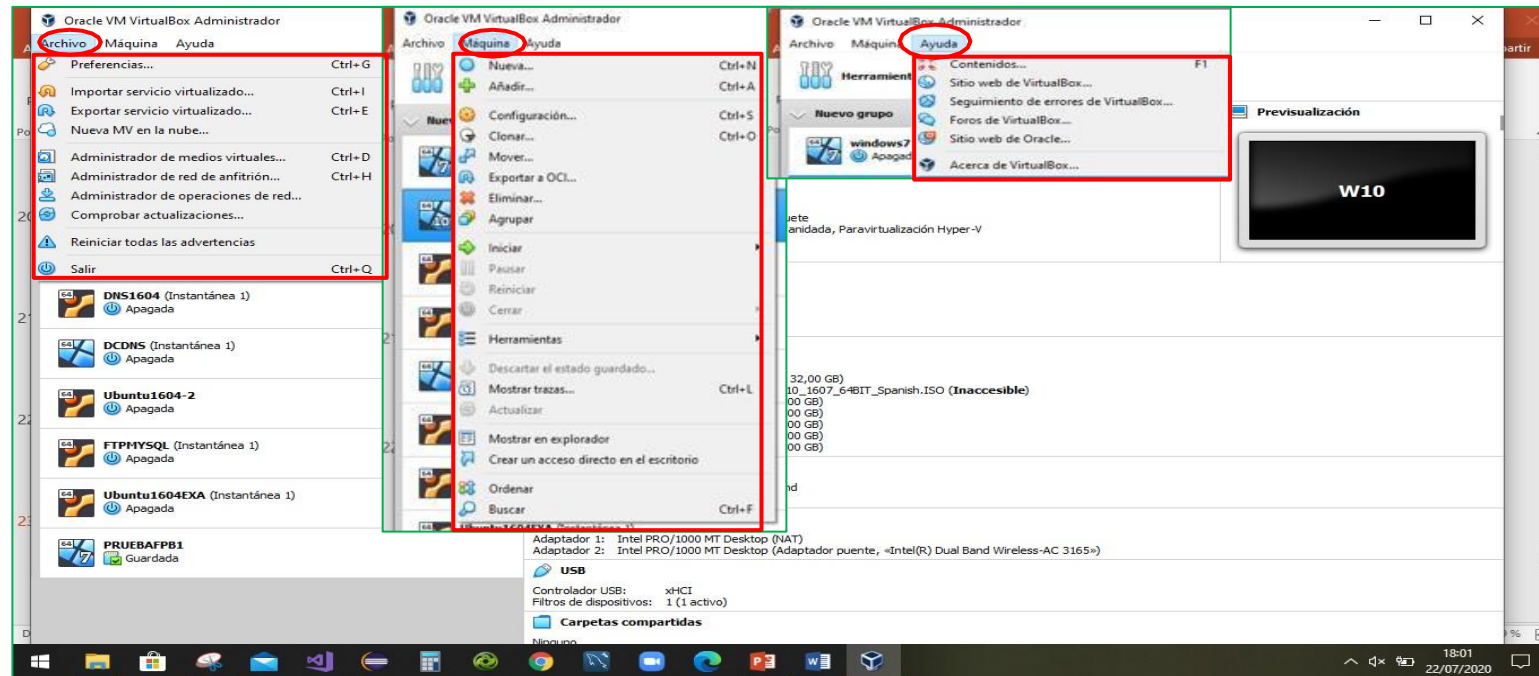 Oracle VM VirtualBox Administrador
Archivo Máquina Ayuda
Preferencias... Ctrl+G
Importar servicio virtualizado... Ctrl+I
Exportar servicio virtualizado... Ctrl+E
Nueva MV en la nube...
Administrador de medios virtuales... Ctrl+D
Administrador de red de anfitrión... Ctrl+H
Administrador de operaciones de red...
Comprobar actualizaciones...
Reiniciar todas las advertencias
Salir Ctrl+Q
DNS1604 (Instantánea 1)
Apagada
DCDNS (Instantánea 1)
Apagada
Ubuntu1604-2
Apagada
FTPMYSQL (Instantánea 1)
Apagada
Ubuntu1604EXA (Instantánea 1)
Apagada
PRUEBAFPB1
Guardada
Oracle VM VirtualBox Administrador
Archivo Máquina Ayuda
Nueva... Ctrl+N
Añadir... Ctrl+A
Configuración... Ctrl+S
Clonar... Ctrl+O
Mover...
Exportar a OCI...
Eliminar...
Agrupar
Iniciar
Pausar
Reiniciar
Cerrar
Herramientas
Descartar el estado guardado...
Mostrar trazas... Ctrl+L
Actualizar
Mostrar en explorador
Crear un acceso directo en el escritorio
Ordenar
Buscar Ctrl+F
Oracle VM VirtualBox Administrador
Archivo Máquina Ayuda
Herramient
Contenidos... F1
Sitio web de VirtualBox...
Seguimiento de errores de VirtualBox...
Foros de VirtualBox...
Sitio web de Oracle...
Acerca de VirtualBox...
Nuevo grupo
windows7
Apagad
Previsualización
W10
uete
anidada, Paravirtualización Hyper-V
32,00 GB)
10_1607_64BIT_Spanish.ISO (Inaccesible)
00 GB)
00 GB)
00 GB)
00 GB)
00 GB)
nd
Adaptador 1: Intel PRO/1000 MT Desktop (NAT)
Adaptador 2: Intel PRO/1000 MT Desktop (Adaptador puente, «Intel(R) Dual Band Wireless-AC 3165»)
USB
Controlador USB: xHCI
Filtros de dispositivos: 1 (1 activo)
Carpetas compartidas
Ninguno
18:01
22/07/2020